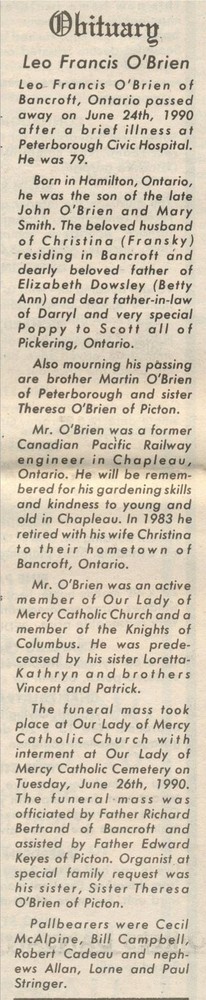 Obituary
Leo Francis O'Brien
Leo Francis O'Brien of
Bancroft, Ontario passed
away on June 24th, 1990
after a brief illness at
Peterborough Civic Hospital.
He was 79.
Born in Hamilton, Ontario,
he was the son of the late
John O'Brien and Mary
Smith. The beloved husband
of Christina (Fransky)
residing in Bancroft and
dearly beloved father of
Elizabeth Dowsley (Betty
Ann) and dear father-in-law
of Darryl and very special
Poppy to Scott all of
Pickering, Ontario.
Also mourning his passing
are brother Martin O'Brien
of Peterborough and sister
Theresa O'Brien of Picton.
Mr. O'Brien was a former
Canadian Pacific Railway
engineer in Chapleau,
Ontario. He will be remem-
bered for his gardening skills
and kindness to young and
old in Chapleau. In 1983 he
retired with his wife Christina
to their hometown of
Bancroft, Ontario.
Mr. O'Brien was an active
member of Our Lady of
Mercy Catholic Church and a
member of the Knights of
Columbus. He was prede-
ceased by his sister Loretta-
Kathryn and brothers
Vincent and Patrick.
The funeral mass took
place at Our Lady of Mercy
Catholic Church with
interment at Our Lady of
Mercy Catholic Cemetery on
Tuesday, June 26th, 1990.
The funeral mass was
officiated by Father Richard
Bertrand of Bancroft and
assisted by Father Edward
Keyes of Picton. Organist at
special family request was
his sister, Sister Theresa
O'Brien of Picton.
Pallbearers were Cecil
McAlpine, Bill Campbell,
Robert Cadeau and neph-
ews Allan, Lorne and Paul
Stringer.